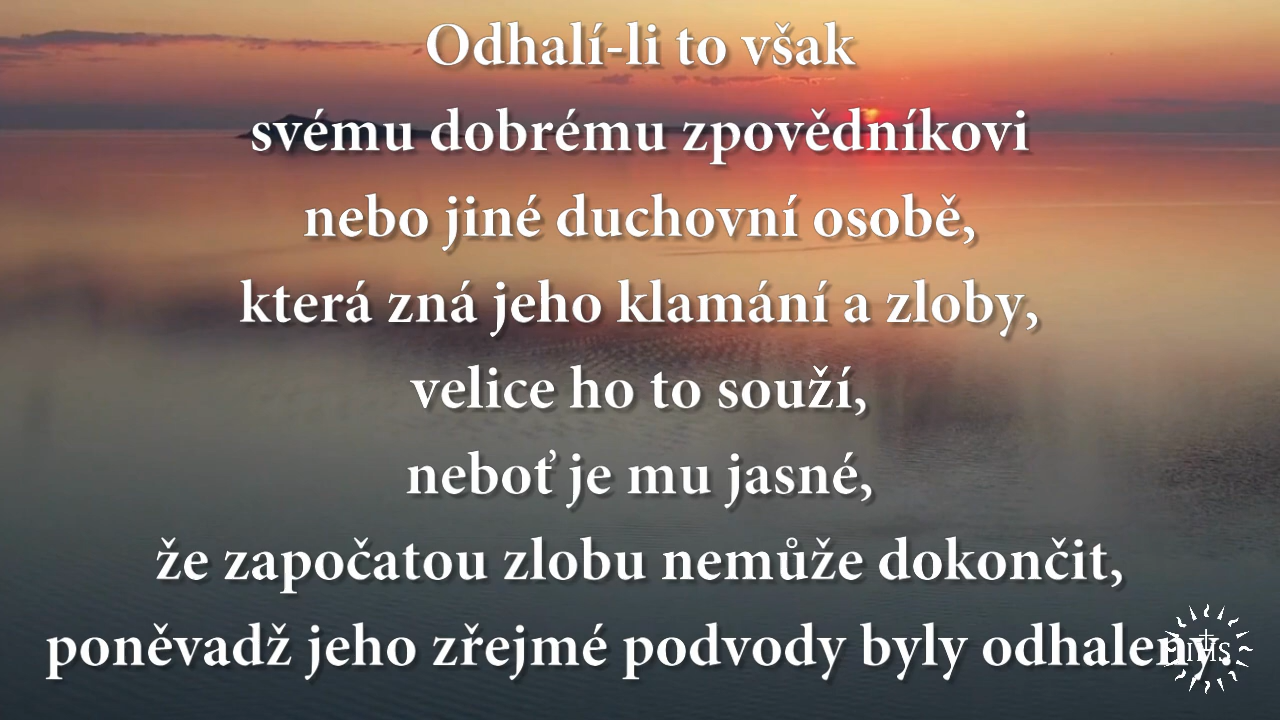 Odhalí-li to však
svému dobrému zpovědníkovi
nebo jiné duchovní osobě,
která zná jeho klamání a zloby,
velice ho to souží,
neboť je mu jasné,
že započatou zlobu nemůže dokončit,
poněvadž jeho zřejmé podvody byly odhaleny.
IHS